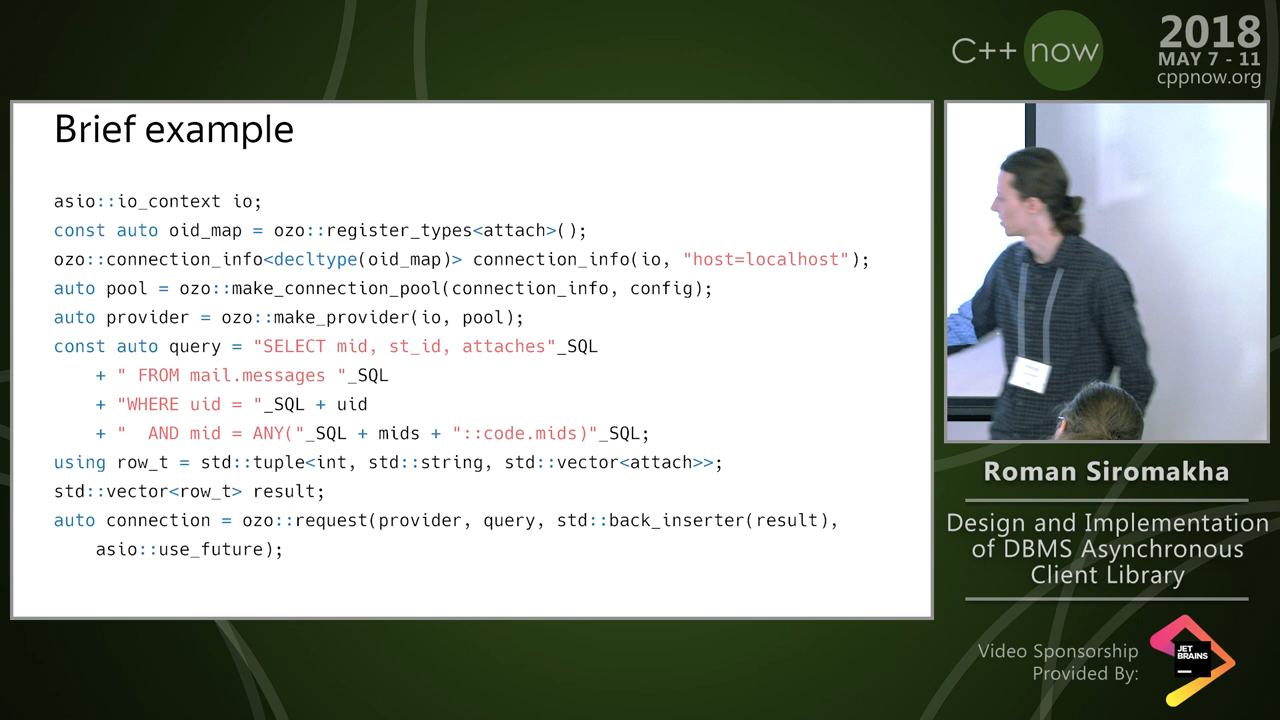 C++ now
2018
MAY 7 - 11
cppnow.org
Brief example
asio::io_context io;
const auto oid_map = ozo::register_types<attach>();
ozo::connection_info<decltype(oid_map)> connection_info(io, "host=localhost");
auto pool = ozo::make_connection_pool(connection_info, config);
auto provider = ozo::make_provider(io, pool);
const auto query = "SELECT mid, st_id, attaches"_SQL
    + " FROM mail.messages "_SQL
    + "WHERE uid = "_SQL + uid
    + "  AND mid = ANY("_SQL + mids + "::code.mids)"_SQL;
using row_t = std::tuple<int, std::string, std::vector<attach>>;
std::vector<row_t> result;
auto connection = ozo::request(provider, query, std::back_inserter(result),
    asio::use_future);
Roman Siromakha
Design and Implementation
of DBMS Asynchronous
Client Library
Video Sponsorship
Provided By:
JET
BRAINS